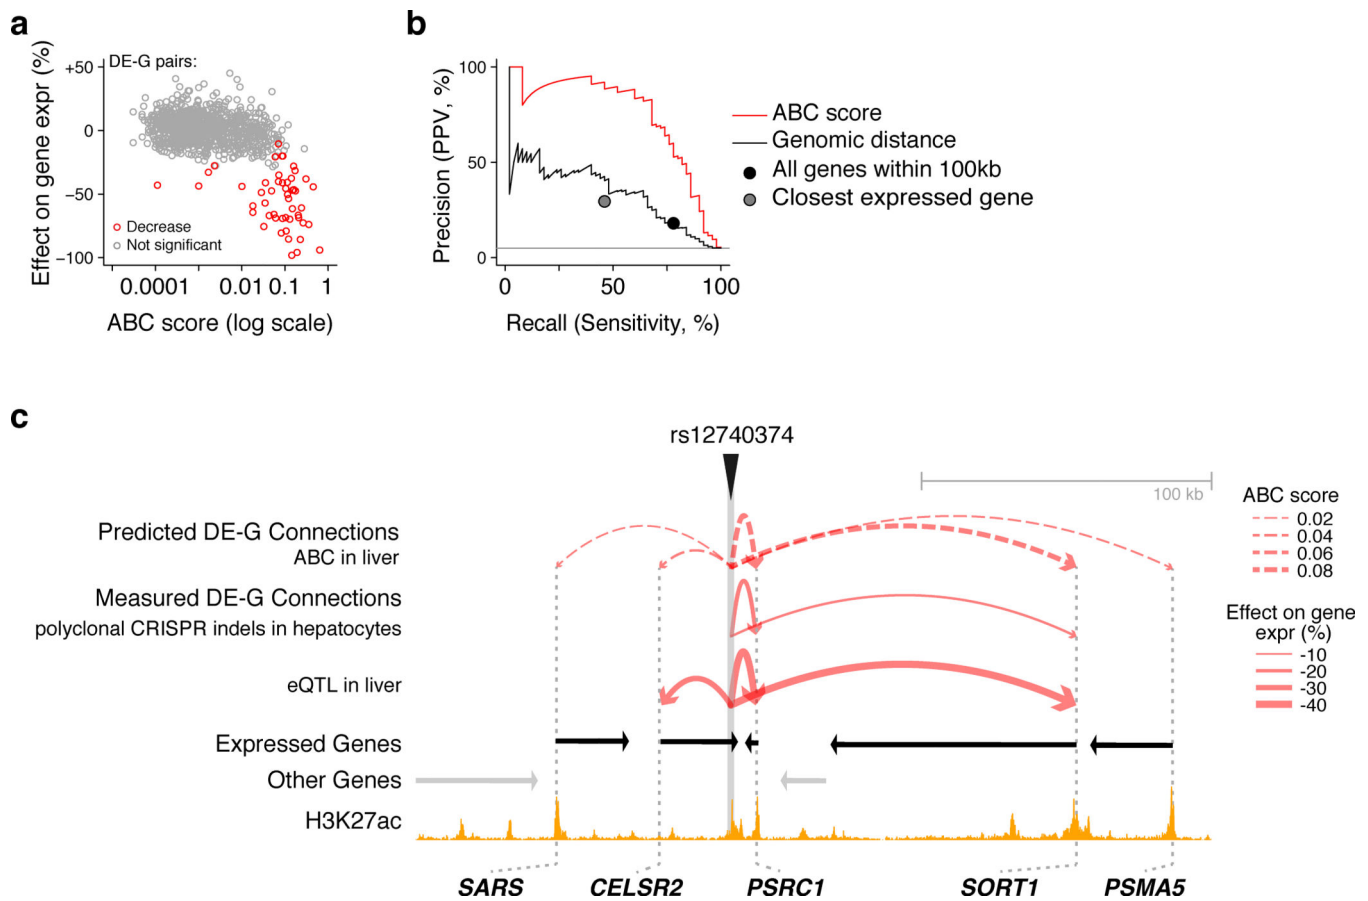 a
Effect on gene expr (%)
+50
0
−50
−100
DE-G pairs:
Decrease
Not significant
0.0001
0.01
0.1
1
ABC score (log scale)
b
Precision (PPV, %)
100
50
0
0
50
100
Recall (Sensitivity, %)
ABC score
Genomic distance
All genes within 100kb
Closest expressed gene
c
rs12740374
100 kb
Predicted DE-G Connections
ABC in liver
Measured DE-G Connections
polyclonal CRISPR indels in hepatocytes
eQTL in liver
Expressed Genes
Other Genes
H3K27ac
ABC score
0.02
0.04
0.06
0.08
Effect on gene
expr (%)
-10
-20
-30
-40
SARS
CELSR2
PSRC1
SORT1
PSMA5